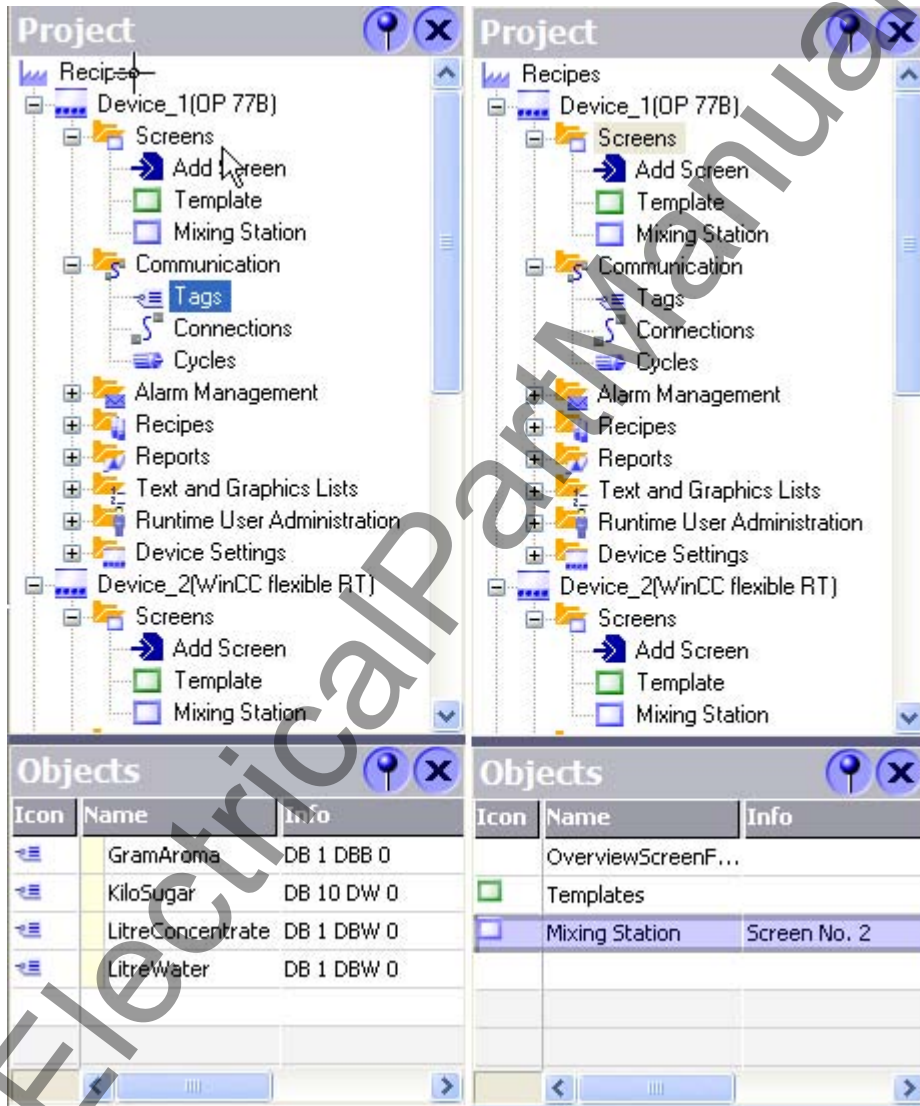 Project
Recipes
Device_1(OP 77B)
Screens
Add Screen
Template
Mixing Station
Communication
Tags
Connections
Cycles
Alarm Management
Recipes
Reports
Text and Graphics Lists
Runtime User Administration
Device Settings
Device_2(WinCC flexible RT)
Screens
Add Screen
Template
Mixing Station
Objects
Icon Name Info
GramAroma DB 1 DBB 0
KiloSugar DB 10 DW 0
LitreConcentrate DB 1 DBW 0
LitreWater DB 1 DBW 0
Project
Recipes
Device_1(OP 77B)
Screens
Add Screen
Template
Mixing Station
Communication
Tags
Connections
Cycles
Alarm Management
Recipes
Reports
Text and Graphics Lists
Runtime User Administration
Device Settings
Device_2(WinCC flexible RT)
Screens
Add Screen
Template
Mixing Station
Objects
Icon Name Info
OverviewScreenF...
Templates
Mixing Station Screen No. 2
ElectricalPartManual